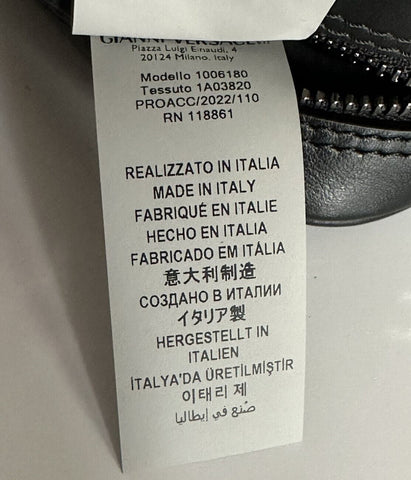 GIANNI VERSACE
Piazza Luigi Einaudi, 4
20124 Milano, Italy
Modello 1006180
Tessuto 1A03820
PROACC/2022/110
RN 118861
REALIZZATO IN ITALIA
MADE IN ITALY
FABRIQUÉ EN ITALIE
HECHO EN ITALIA
FABRICADO EM ITÁLIA
意大利制造
СОЗДАНО В ИТАЛИИ
イタリア製
HERGESTELLT IN
ITALIEN
İTALYA'DA ÜRETİLMİŞTİR
이태리 제
صُنع في إيطاليا